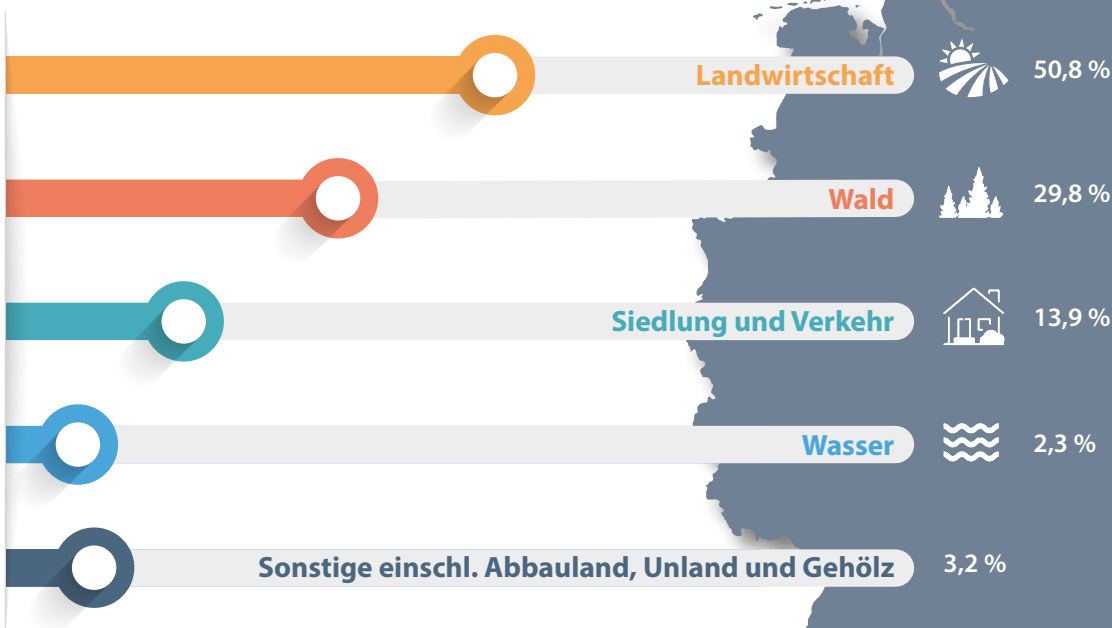 Landwirtschaft 50,8 %
Wald 29,8 %
Siedlung und Verkehr 13,9 %
Wasser 2,3 %
Sonstige einschl. Abbauland, Unland und Gehölz 3,2 %